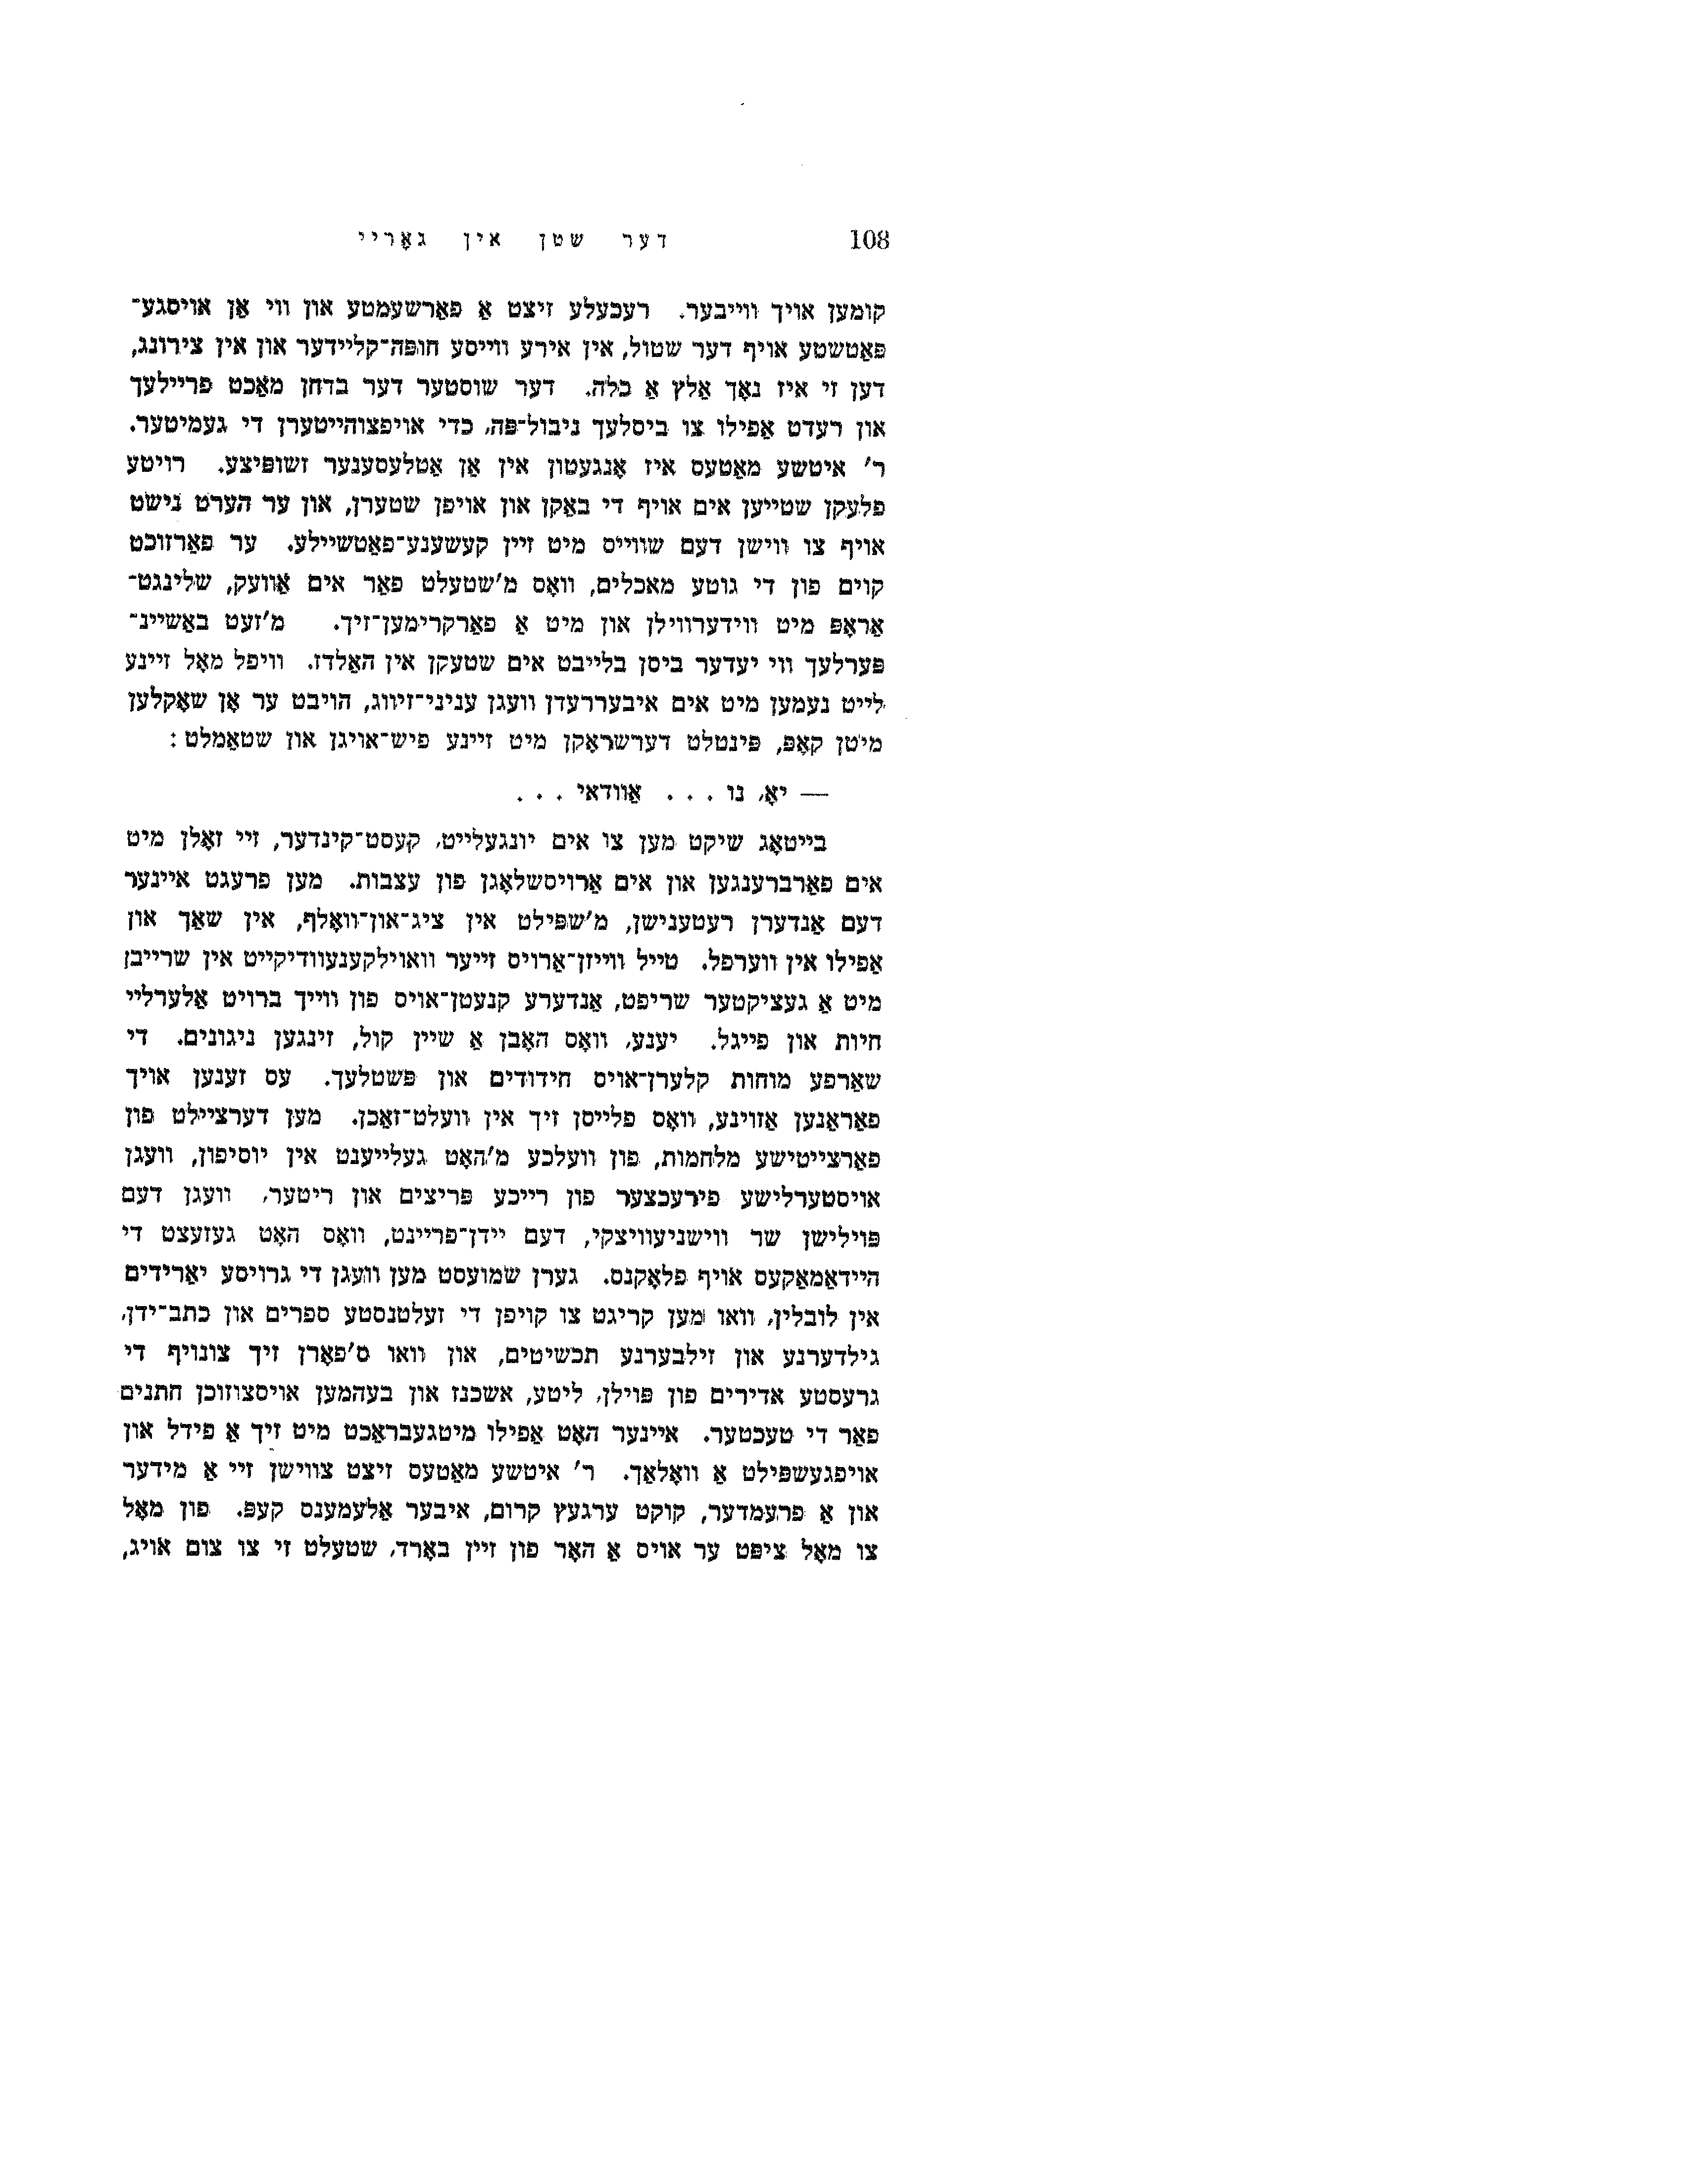 108 דער שטן אין גאָריי
קומען אויך ווייבער. רעכעלע זיצט אַ פאַרשעמטע און ווי אַן אויסגע־
פּאַטשטע אויף דער שטול, אין אירע ווייסע חופּה־קליידער און אין צירונג,
דען זי איז נאָך אַלץ אַ כלה. דער שוסטער דער בדחן מאַכט פריילעך
און רעדט אַפילו צו ביסלעך ניבול־פּה, כדי אויפצוהייטערן די געמיטער.
ר' איטשע מאַטעס איז אָנגעטון אין אַן אַטלעסענער זשופּיצע. רויטע
פלעקן שטייען אים אויף די באַקן און אויפן שטערן, און ער הערט נישט
אויף צו ווישן דעם שווייס מיט זיין קעשענע־פאַטשיילע. ער פאַרזוכט
קוים פון די גוטע מאכלים, וואָס מ'שטעלט פאַר אים אַוועק, שלינגט־
אַראָפּ מיט ווידערווילן און מיט אַ פאַרקרימען־זיך. מ'זעט באַשיינ־
פּערלעך ווי יעדער ביסן בלייבט אים שטעקן אין האַלדז. וויפל מאָל זיינע
לייט נעמען מיט אים איבעררעדן וועגן עניני־זיווג, הויבט ער אָן שאָקלען
מיטן קאָפּ, פּינטלט דערשראָקן מיט זיינע פיש־אויגן און שטאַמלט:
— יאָ, נו . . . אַוודאי . . .
בייטאָג שיקט מען צו אים יונגעלייט, קעסט־קינדער, זיי זאָלן מיט
אים פאַרברענגען און אים אַרויסשלאָגן פון עצבות. מען פרעגט איינער
דעם אַנדערן רעטענישן, מ'שפּילט אין ציג־און־וואָלף, אין שאַך און
אַפילו אין ווערפל. טייל ווייזן־אַרויס זייער וואוילקענעוודיקייט אין שרייבן
מיט אַ געציקטער שריפט, אַנדערע קנעטן־אויס פון ווייך ברויט אַלערליי
חיות און פייגל. יענע, וואָס האָבן אַ שיין קול, זינגען ניגונים. די
שאַרפע מוחות קלערן־אויס חידודים און פּשטלעך. עס זענען אויך
פאַראַנען אַזוינע, וואָס פלייסן זיך אין וועלט־זאַכן. מען דערציילט פון
פאַרצייטישע מלחמות, פון וועלכע מ'האָט געלייענט אין יוסיפון, וועגן
אויסטערלישע פירעכצער פון רייכע פּריצים און ריטער, וועגן דעם
פּוילישן שר ווישניעוויצקי, דעם יידן־פריינט, וואָס האָט געזעצט די
היידאַמאַקעס אויף פלאָקנס. גערן שמועסט מען וועגן די גרויסע יאַרידים
אין לובלין, וואו מען קריגט צו קויפן די זעלטנסטע ספרים און כתב־ידן,
גילדערנע און זילבערנע תכשיטים, און וואו ס'פאָרן זיך צונויף די
גרעסטע אדירים פון פּוילן, ליטע, אשכנז און בעהמען אויסצוזוכן חתנים
פאַר די טעכטער. איינער האָט אַפילו מיטגעבראַכט מיט זיך אַ פידל און
אויפגעשפּילט אַ וואָלאַך. ר' איטשע מאַטעס זיצט צווישן זיי אַ מידער
און אַ פרעמדער, קוקט ערגעץ קרום, איבער אַלעמענס קעפּ. פון מאָל
צו מאָל ציפּט ער אויס אַ האָר פון זיין באָרד, שטעלט זי צו צום אויג,